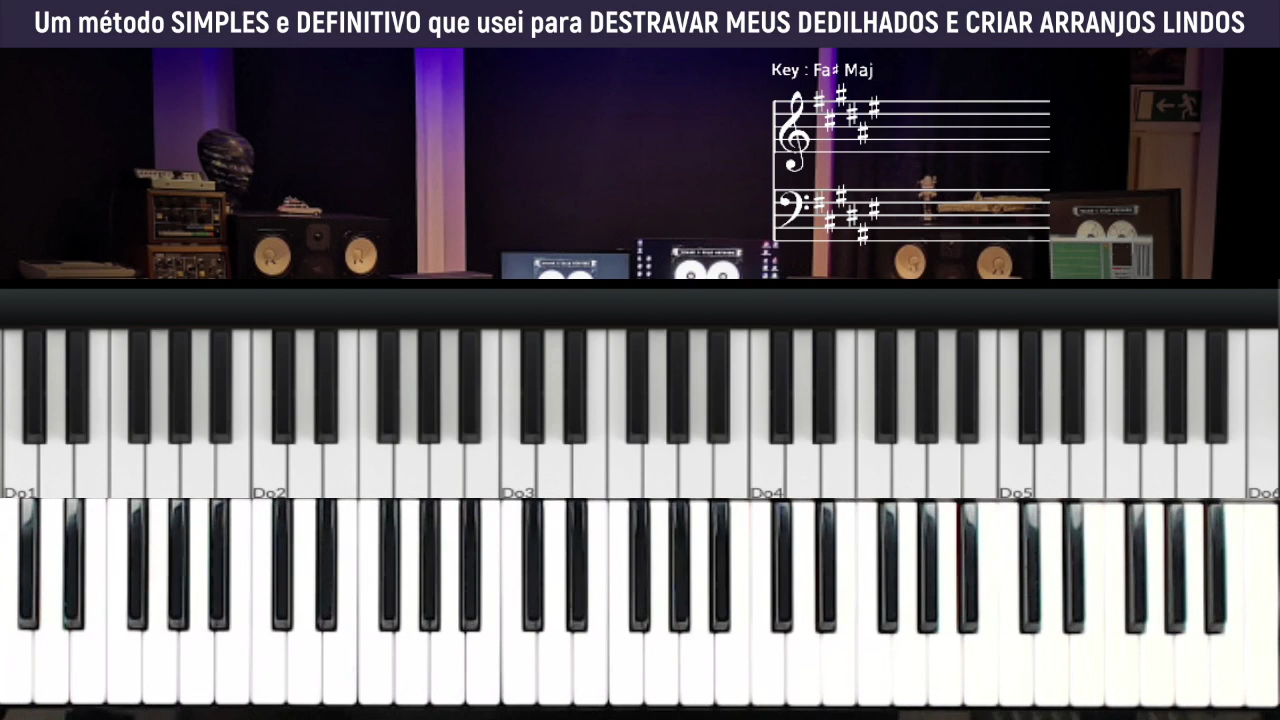 Um método SIMPLES e DEFINITIVO que usei para DESTRAVAR MEUS DEDILHADOS E CRIAR ARRANJOS LINDOS
Key : Fa♯ Maj
Do1 Do2 Do3 Do4 Do5